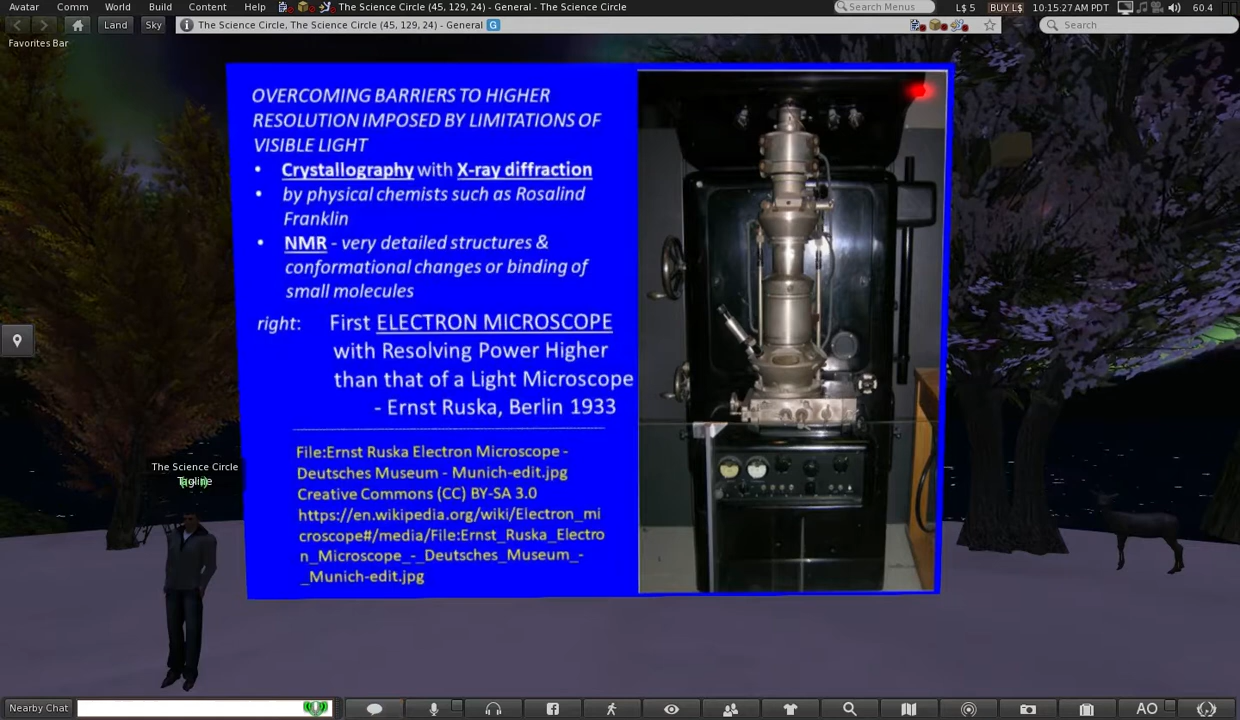 Avatar Comm World Build Content Help The Science Circle, The Science Circle (45, 129, 24) - General - The Science Circle Search Menus L$ 5 BUY L$ 10:15:27 AM PDT 60.4
Land Sky The Science Circle, The Science Circle (45, 129, 24) - General G Search
Favorites Bar
OVERCOMING BARRIERS TO HIGHER
RESOLUTION IMPOSED BY LIMITATIONS OF
VISIBLE LIGHT
• Crystallography with X-ray diffraction
• by physical chemists such as Rosalind
Franklin
• NMR - very detailed structures &
conformational changes or binding of
small molecules
right: First ELECTRON MICROSCOPE
with Resolving Power Higher
than that of a Light Microscope
- Ernst Ruska, Berlin 1933
File:Ernst Ruska Electron Microscope -
Deutsches Museum - Munich-edit.jpg
Creative Commons (CC) BY-SA 3.0
https://en.wikipedia.org/wiki/Electron_mi
croscope#/media/File:Ernst_Ruska_Electro
n_Microscope_-_Deutsches_Museum_-
_Munich-edit.jpg
The Science Circle
Nearby Chat AO